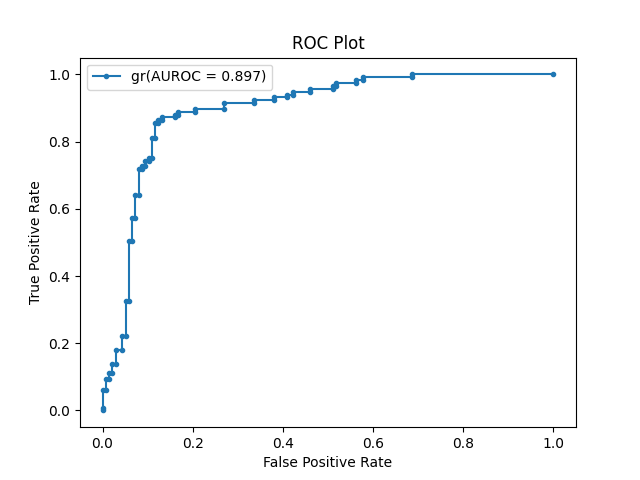 ROC Plot
gr(AUROC = 0.897)
True Positive Rate
1.0
0.8
0.6
0.4
0.2
0.0
0.0 0.2 0.4 0.6 0.8 1.0
False Positive Rate